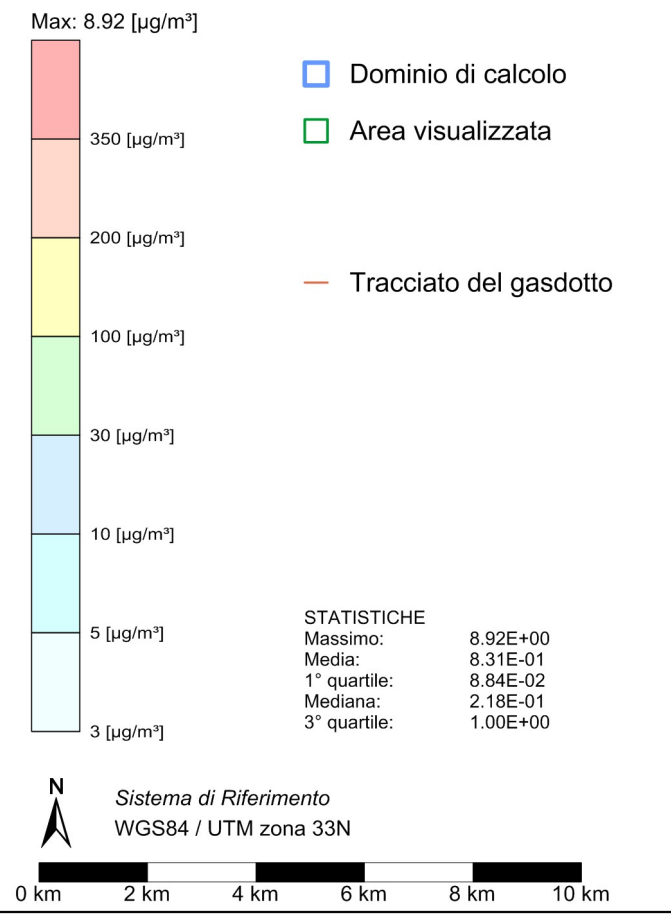 Max: 8.92 [µg/m³]
Dominio di calcolo
Area visualizzata
350 [µg/m³]
200 [µg/m³]
Tracciato del gasdotto
100 [µg/m³]
30 [µg/m³]
10 [µg/m³]
5 [µg/m³]
3 [µg/m³]
STATISTICHE
Massimo: 8.92E+00
Media: 8.31E-01
1° quartile: 8.84E-02
Mediana: 2.18E-01
3° quartile: 1.00E+00
N
Sistema di Riferimento
WGS84 / UTM zona 33N
0 km 2 km 4 km 6 km 8 km 10 km